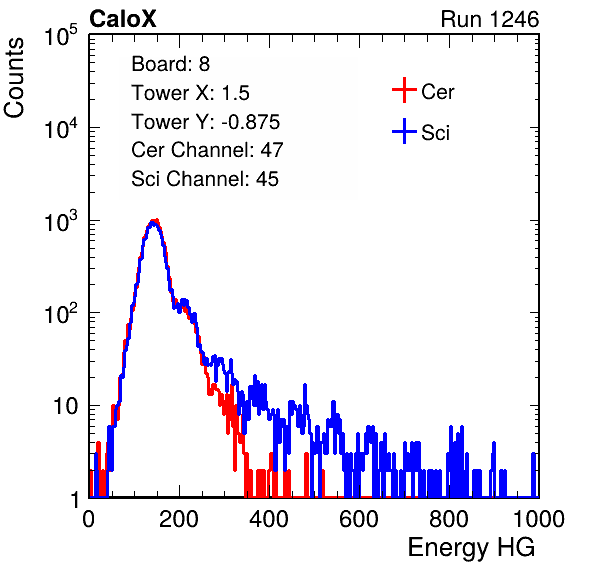 CaloX Run 1246
Counts
10^5
10^4
10^3
10^2
10
1
Board: 8
Tower X: 1.5
Tower Y: -0.875
Cer Channel: 47
Sci Channel: 45
Cer
Sci
0 200 400 600 800 1000
Energy HG